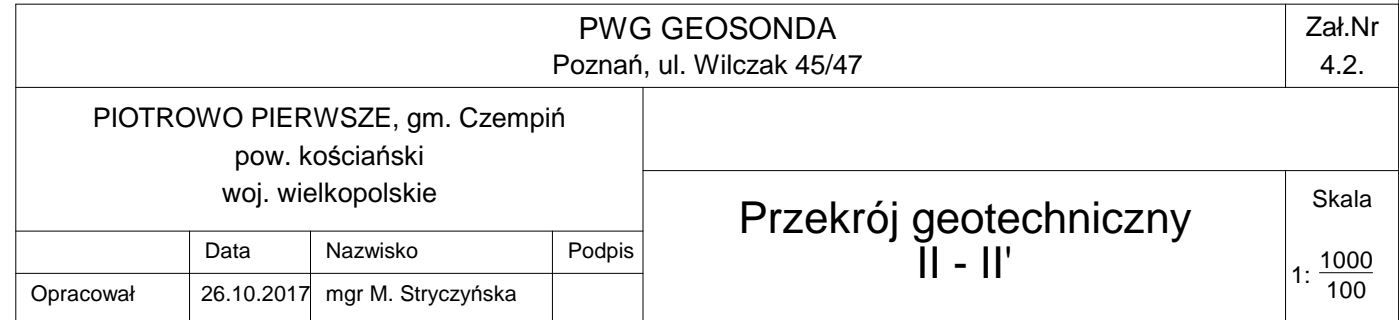 PWG GEOSONDA
Poznań, ul. Wilczak 45/47
Zał.Nr
4.2.
PIOTROWO PIERWSZE, gm. Czempiń
pow. kościański
woj. wielkopolskie
Przekrój geotechniczny
II - II'
Skala
1: 1000
100
Data Nazwisko Podpis
Opracował 26.10.2017 mgr M. Stryczyńska